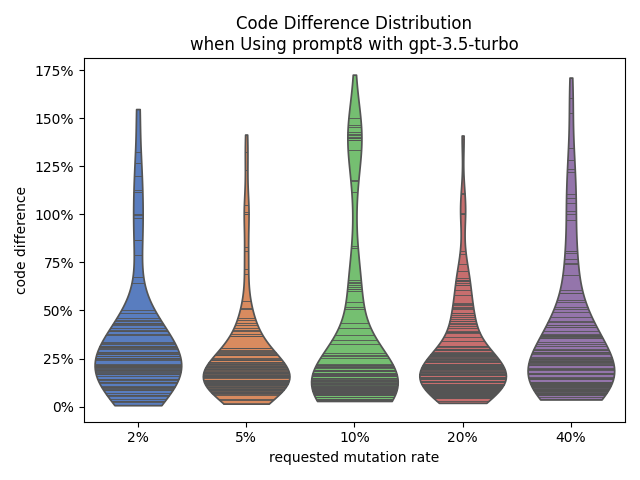 Code Difference Distribution
when Using prompt8 with gpt-3.5-turbo
175%
150%
125%
100%
75%
50%
25%
0%
code difference
2% 5% 10% 20% 40%
requested mutation rate